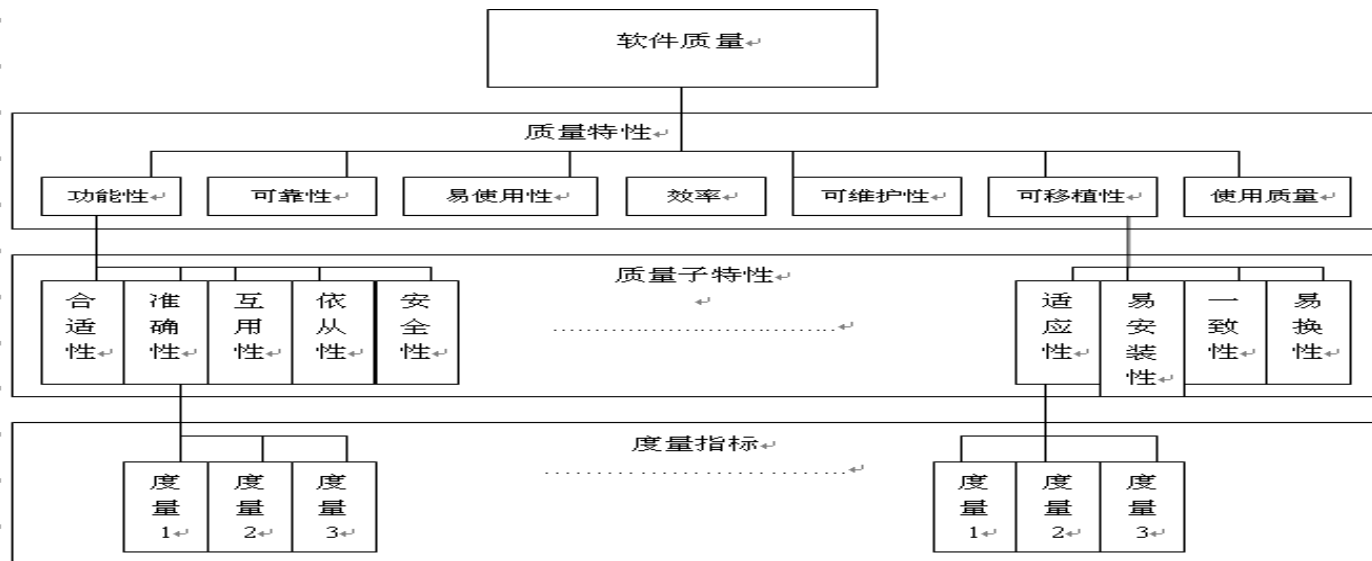 软件质量
质量特性
功能性 可靠性 易使用性 效率 可维护性 可移植性 使用质量
质量子特性
合适性 准确性 互用性 依从性 安全性 ................................. 适应性 易安装性 一致性 易换性
度量指标
.............................
度量1 度量2 度量3 度量1 度量2 度量3